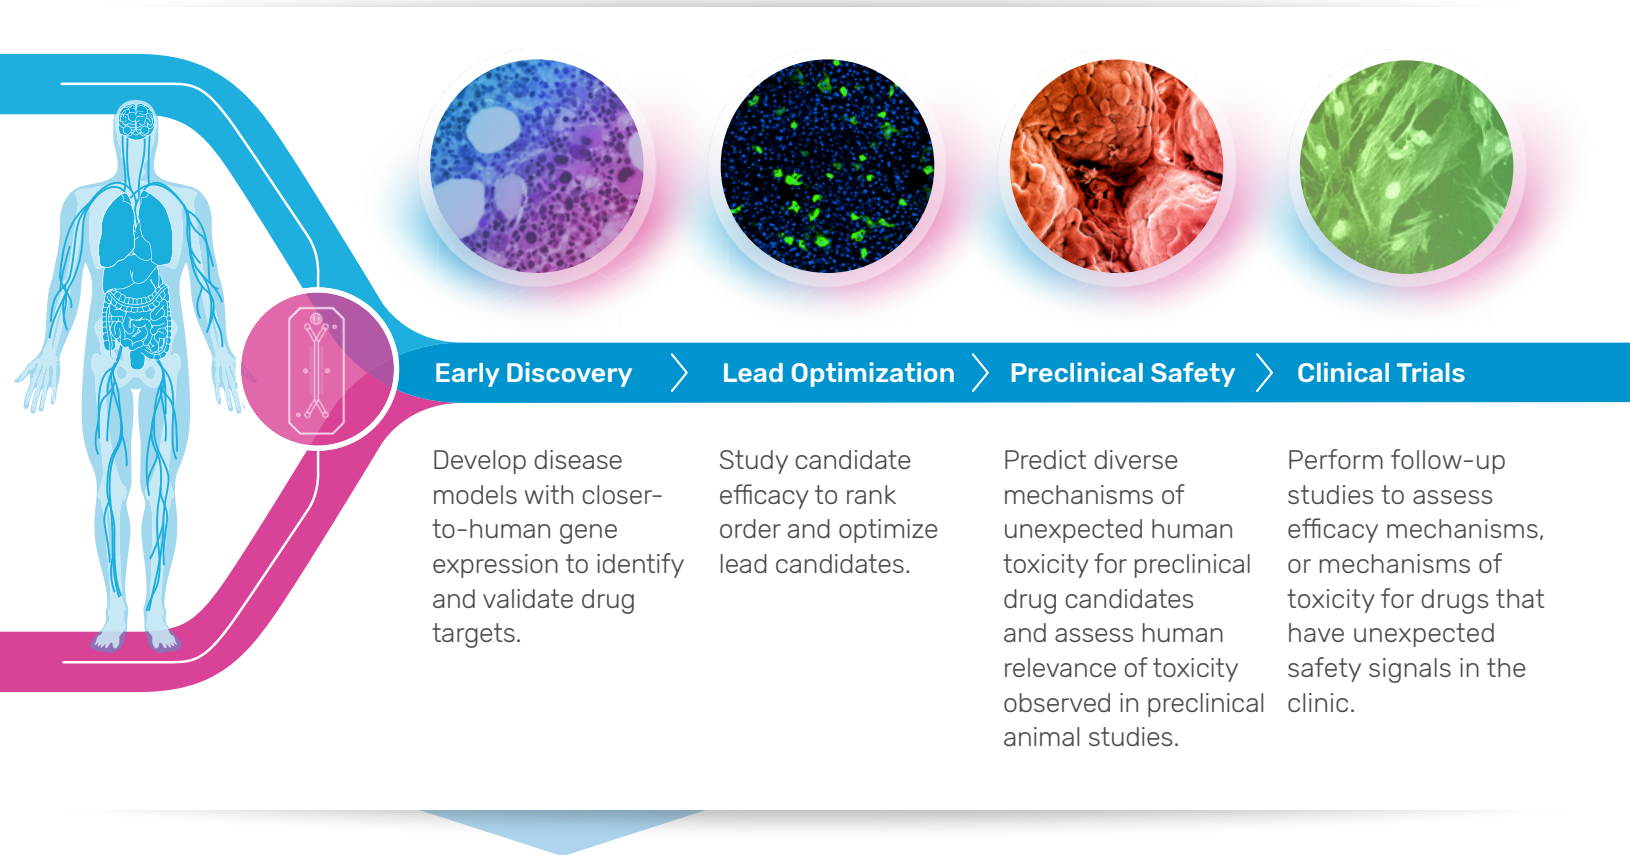 Early Discovery
Lead Optimization
Preclinical Safety
Clinical Trials
Develop disease
models with closer-
to-human gene
expression to identify
and validate drug
targets.
Study candidate
efficacy to rank
order and optimize
lead candidates.
Predict diverse
mechanisms of
unexpected human
toxicity for preclinical
drug candidates
and assess human
relevance of toxicity
observed in preclinical
animal studies.
Perform follow-up
studies to assess
efficacy mechanisms,
or mechanisms of
toxicity for drugs that
have unexpected
safety signals in the
clinic.